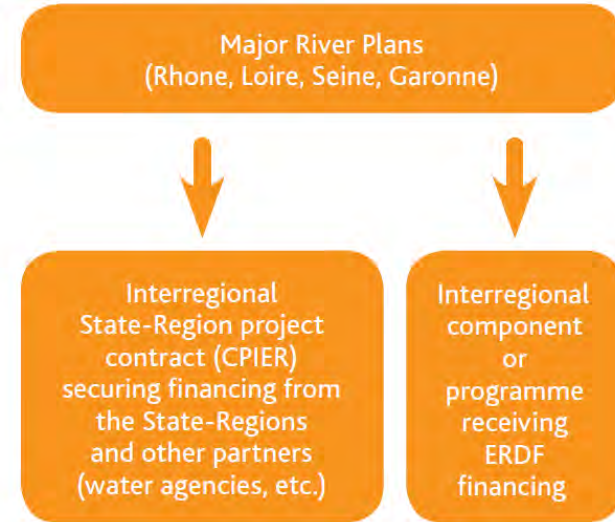 Major River Plans
(Rhone, Loire, Seine, Garonne)
Interregional
State-Region project
contract (CPIER)
securing financing from
the State-Regions
and other partners
(water agencies, etc.)
Interregional
component
or
programme
receiving
ERDF
financing